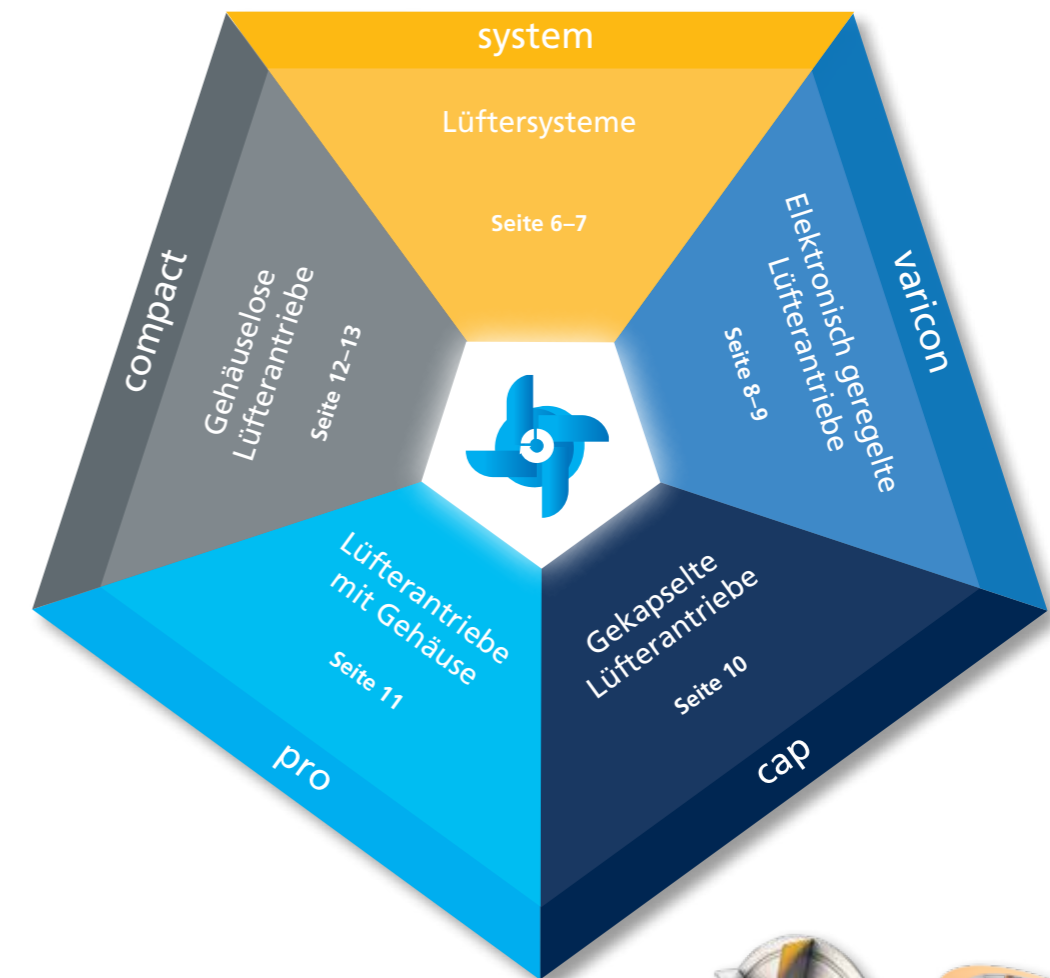 system
Lüftersysteme
Seite 6–7
varicon
Elektronisch geregelte
Lüfterantriebe
Seite 8–9
cap
Gekapselte
Lüfterantriebe
Seite 10
pro
Lüfterantriebe
mit Gehäuse
Seite 11
compact
Gehäuselose
Lüfterantriebe
Seite 12–13